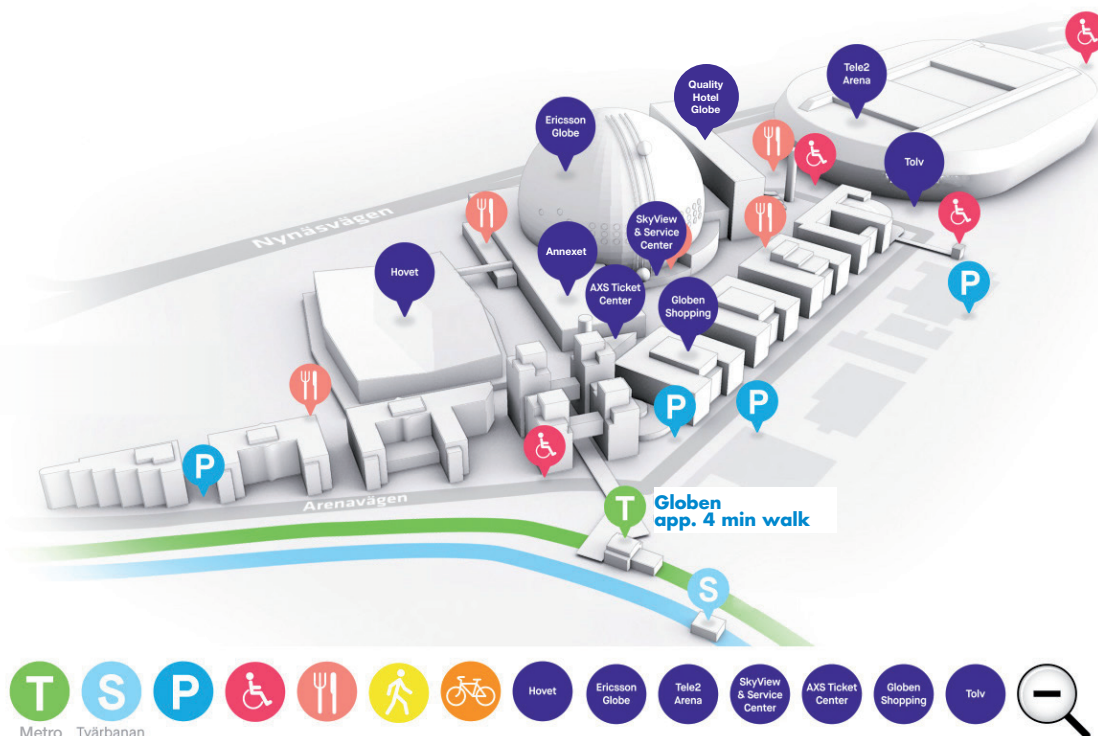 Tele2
Arena
Quality
Hotel
Globe
Ericsson
Globe
Tolv
Nynäsvägen
SkyView
& Service
Center
Annexet
Hovet
AXS Ticket
Center
Globen
Shopping
P
P
P
P
Arenavägen
T
Globen
app. 4 min walk
S
T
S
P
Hovet
Ericsson
Globe
Tele2
Arena
SkyView
& Service
Center
AXS Ticket
Center
Globen
Shopping
Tolv
Metro
Tvärbanan